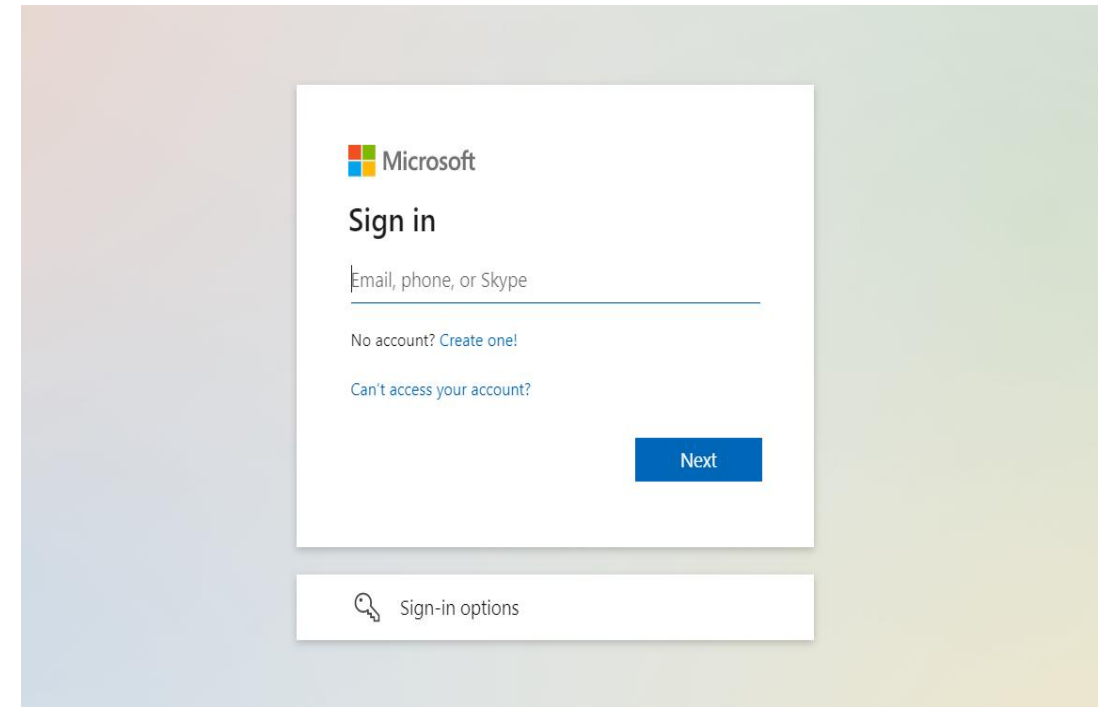 Microsoft
Sign in
Email, phone, or Skype
No account? Create one!
Can't access your account?
Next
Sign-in options